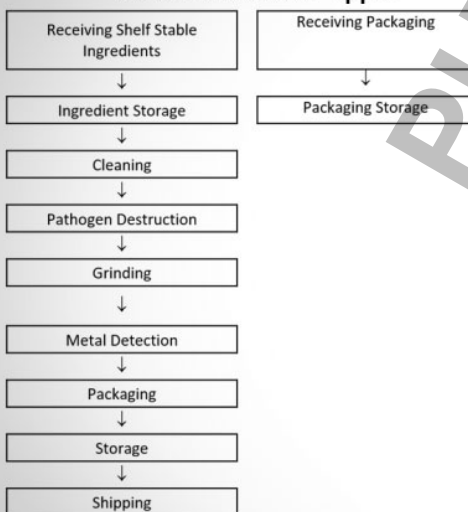 Receiving Shelf Stable
Ingredients
Receiving Packaging
↓
↓
Ingredient Storage
Packaging Storage
↓
Cleaning
↓
Pathogen Destruction
↓
Grinding
↓
Metal Detection
↓
Packaging
↓
Storage
↓
Shipping